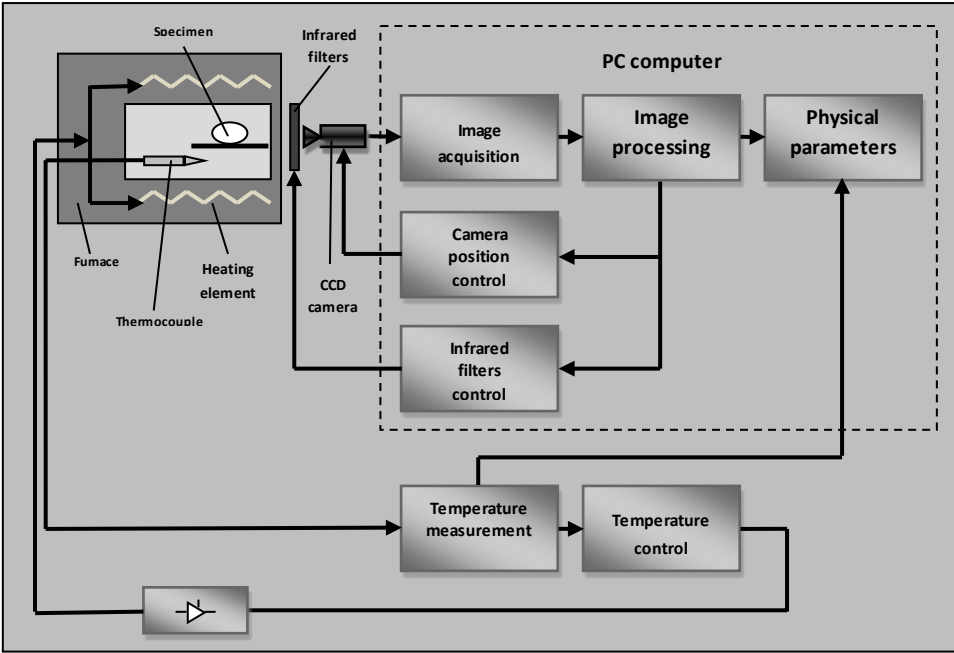 Specimen
Infrared
filters
PC computer
Image
acquisition
Image
processing
Physical
parameters
Camera
position
control
Furnace
Heating
element
CCD
camera
Thermocouple
Infrared
filters
control
Temperature
measurement
Temperature
control